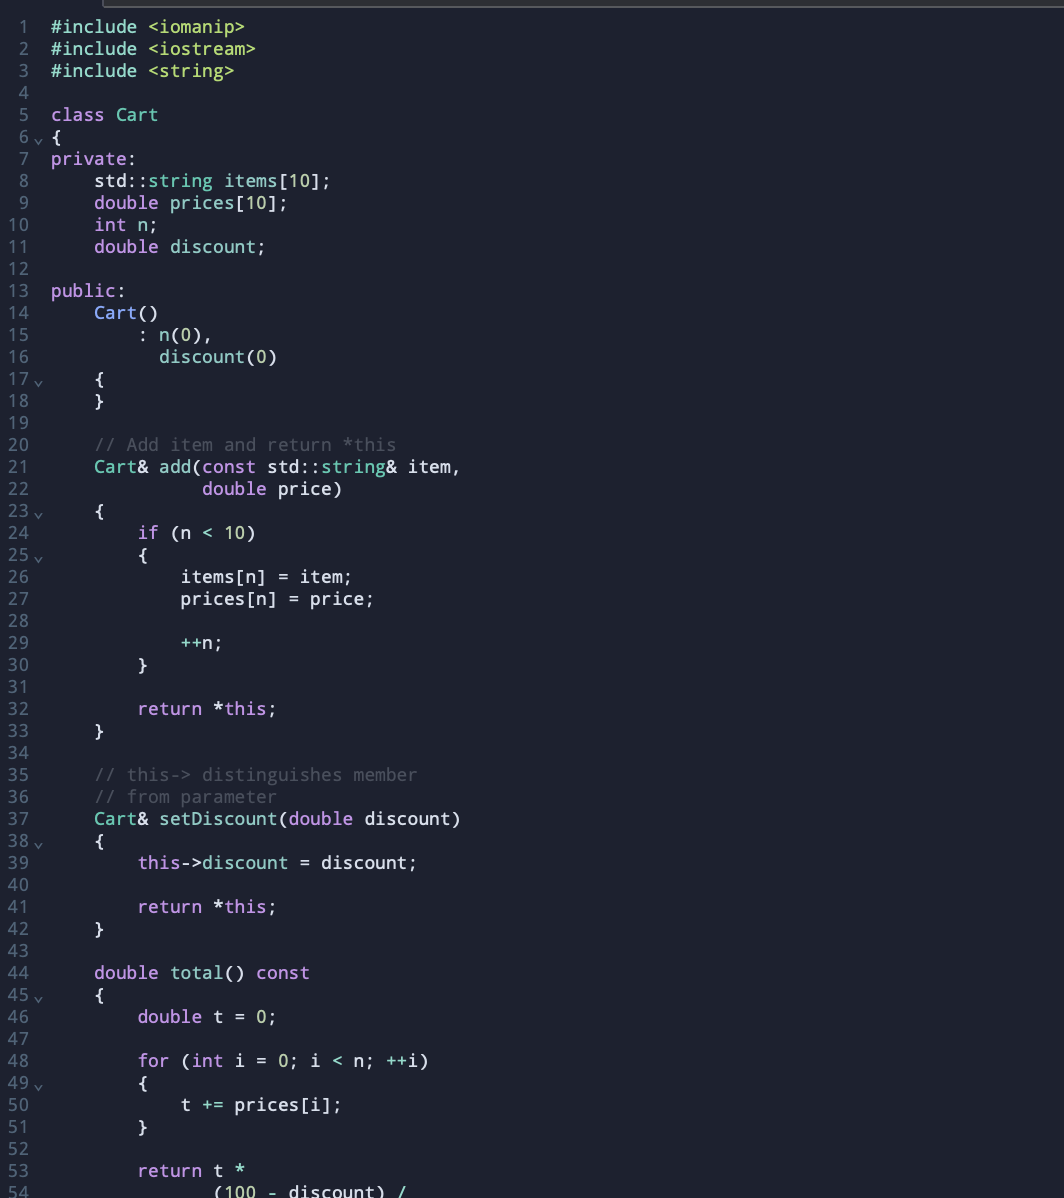 1 #include <iomanip>
2 #include <iostream>
3 #include <string>
4
5 class Cart
6 {
7 private:
8     std::string items[10];
9     double prices[10];
10     int n;
11     double discount;
12
13 public:
14     Cart()
15         : n(0),
16           discount(0)
17     {
18     }
19
20     // Add item and return *this
21     Cart& add(const std::string& item,
22               double price)
23     {
24         if (n < 10)
25         {
26             items[n] = item;
27             prices[n] = price;
28
29             ++n;
30         }
31
32         return *this;
33     }
34
35     // this-> distinguishes member
36     // from parameter
37     Cart& setDiscount(double discount)
38     {
39         this->discount = discount;
40
41         return *this;
42     }
43
44     double total() const
45     {
46         double t = 0;
47
48         for (int i = 0; i < n; ++i)
49         {
50             t += prices[i];
51         }
52
53         return t *
54                (100 - discount) /